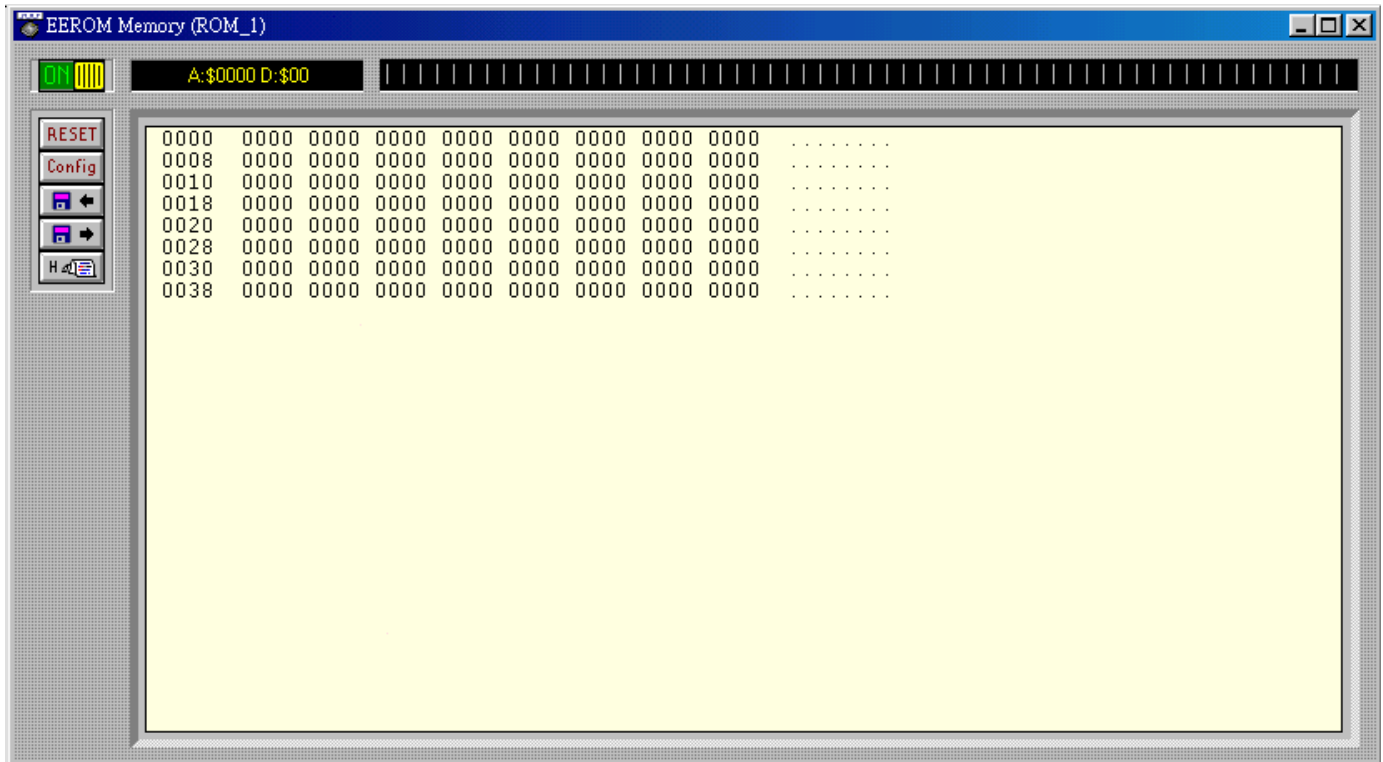 EEROM Memory (ROM_1)
ON
A:$0000 D:$00
RESET
Config
H
0000 0000 0000 0000 0000 0000 0000 0000 0000 ........
0008 0000 0000 0000 0000 0000 0000 0000 0000 ........
0010 0000 0000 0000 0000 0000 0000 0000 0000 ........
0018 0000 0000 0000 0000 0000 0000 0000 0000 ........
0020 0000 0000 0000 0000 0000 0000 0000 0000 ........
0028 0000 0000 0000 0000 0000 0000 0000 0000 ........
0030 0000 0000 0000 0000 0000 0000 0000 0000 ........
0038 0000 0000 0000 0000 0000 0000 0000 0000 ........